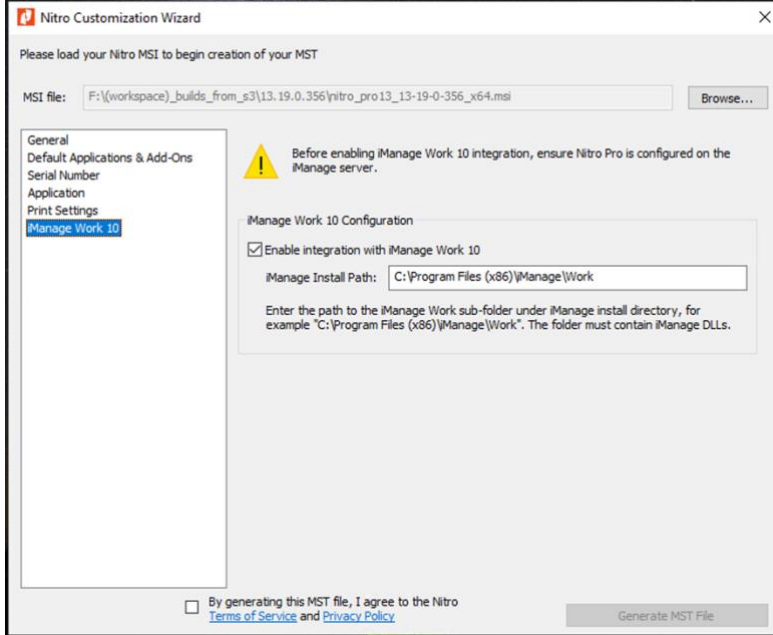 Nitro Customization Wizard
Please load your Nitro MSI to begin creation of your MST
MSI file: F:\(workspace)_builds_from_s3\13.19.0.356\nitro_pro13_13-19-0-356_x64.msi Browse...
General
Default Applications & Add-Ons
Serial Number
Application
Print Settings
iManage Work 10
Before enabling iManage Work 10 integration, ensure Nitro Pro is configured on the
iManage server.
iManage Work 10 Configuration
Enable integration with iManage Work 10
iManage Install Path: C:\Program Files (x86)\iManage\Work
Enter the path to the iManage Work sub-folder under iManage install directory, for
example "C:\Program Files (x86)\iManage\Work". The folder must contain iManage DLLs.
By generating this MST file, I agree to the Nitro
Terms of Service and Privacy Policy
Generate MST File